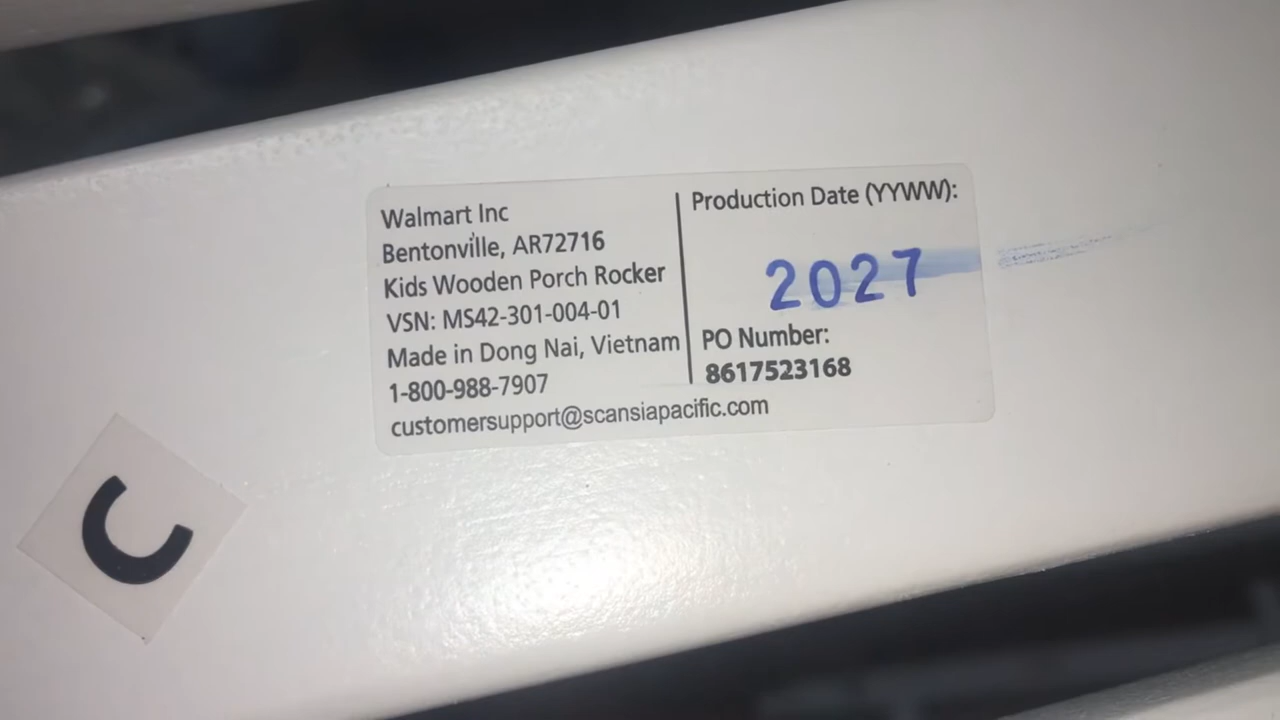 Walmart Inc
Bentonville, AR72716
Kids Wooden Porch Rocker
VSN: MS42-301-004-01
Made in Dong Nai, Vietnam
1-800-988-7907
customersupport@scansiapacific.com
Production Date (YYWW):
2027
PO Number:
8617523168
C